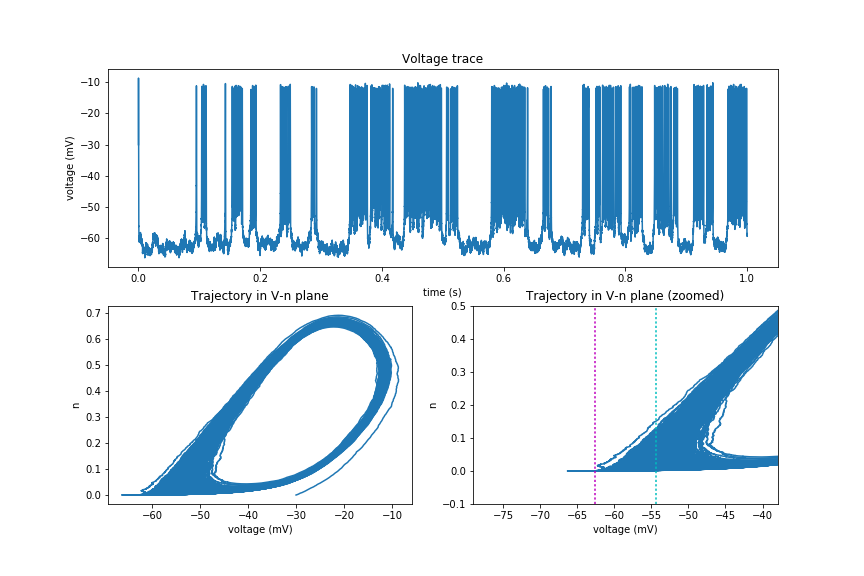 Voltage trace
voltage (mV)
−10
−20
−30
−40
−50
−60
0.0 0.2 0.4 0.6 0.8 1.0
time (s)
Trajectory in V-n plane
n
0.7
0.6
0.5
0.4
0.3
0.2
0.1
0.0
−60 −50 −40 −30 −20 −10
voltage (mV)
Trajectory in V-n plane (zoomed)
n
0.5
0.4
0.3
0.2
0.1
0.0
−0.1
−75 −70 −65 −60 −55 −50 −45 −40
voltage (mV)